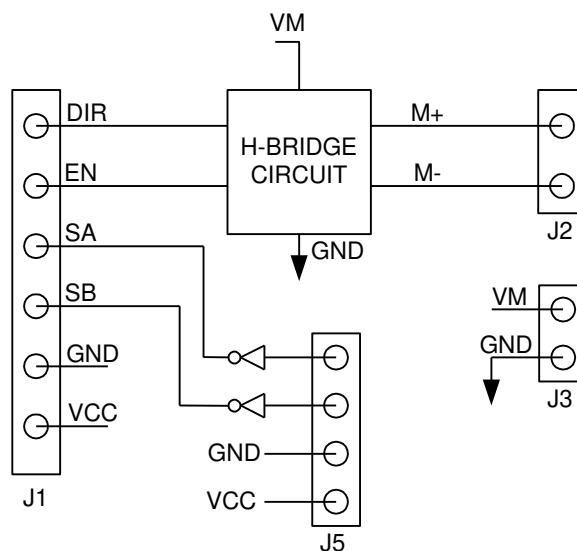 VM
DIR
M+
H-BRIDGE
CIRCUIT
EN
M-
SA
GND
J2
SB
VM
GND
GND
J3
VCC
GND
VCC
J1
J5